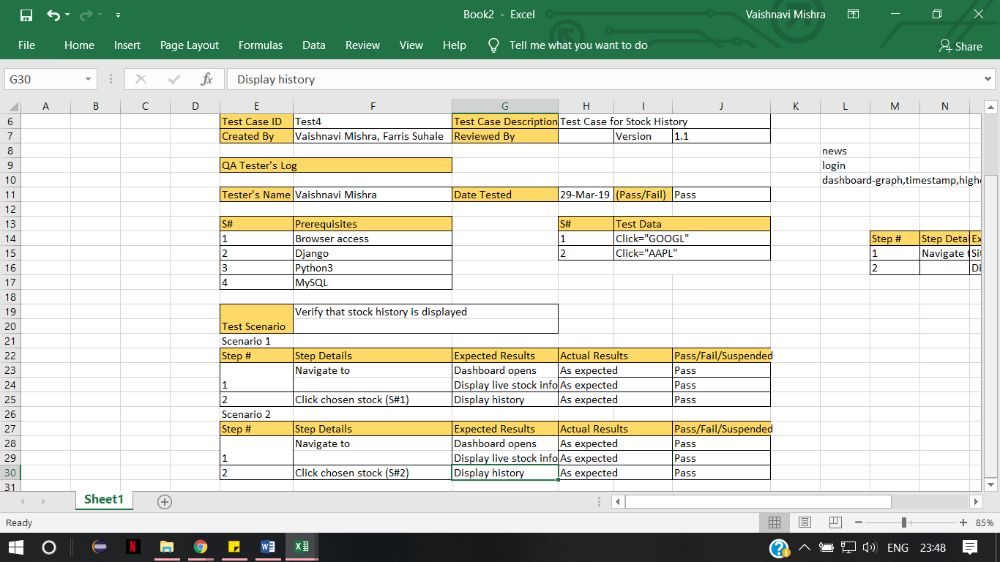 Book2 - Excel
Vaishnavi Mishra
File Home Insert Page Layout Formulas Data Review View Help Tell me what you want to do Share
G30 fx Display history
A B C D E F G H I J K L M N
6 Test Case ID Test4 Test Case Description Test Case for Stock History
7 Created By Vaishnavi Mishra, Farris Suhale Reviewed By Version 1.1
8 news
9 QA Tester's Log login
10 dashboard-graph,timestamp,highe
11 Tester's Name Vaishnavi Mishra Date Tested 29-Mar-19 (Pass/Fail) Pass
12
13 S# Prerequisites S# Test Data
14 1 Browser access 1 Click="GOOGL" Step # Step Detai Ex
15 2 Django 2 Click="AAPL" 1 Navigate t Sit
16 3 Python3 2 Di
17 4 MySQL
18
19 Verify that stock history is displayed
20 Test Scenario
21 Scenario 1
22 Step # Step Details Expected Results Actual Results Pass/Fail/Suspended
23 Navigate to Dashboard opens As expected Pass
24 1 Display live stock info As expected Pass
25 2 Click chosen stock (S#1) Display history As expected Pass
26 Scenario 2
27 Step # Step Details Expected Results Actual Results Pass/Fail/Suspended
28 Navigate to Dashboard opens As expected Pass
29 1 Display live stock info As expected Pass
30 2 Click chosen stock (S#2) Display history As expected Pass
31
Sheet1
Ready 85%
ENG 23:48